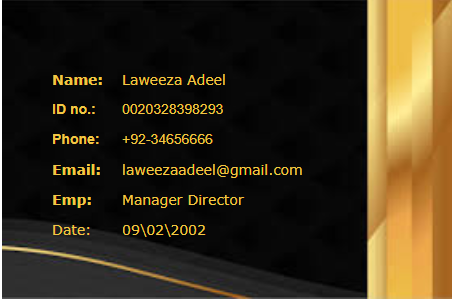 Name: Laweeza Adeel
ID no.: 0020328398293
Phone: +92-34656666
Email: laweezaadeel@gmail.com
Emp: Manager Director
Date: 09\02\2002